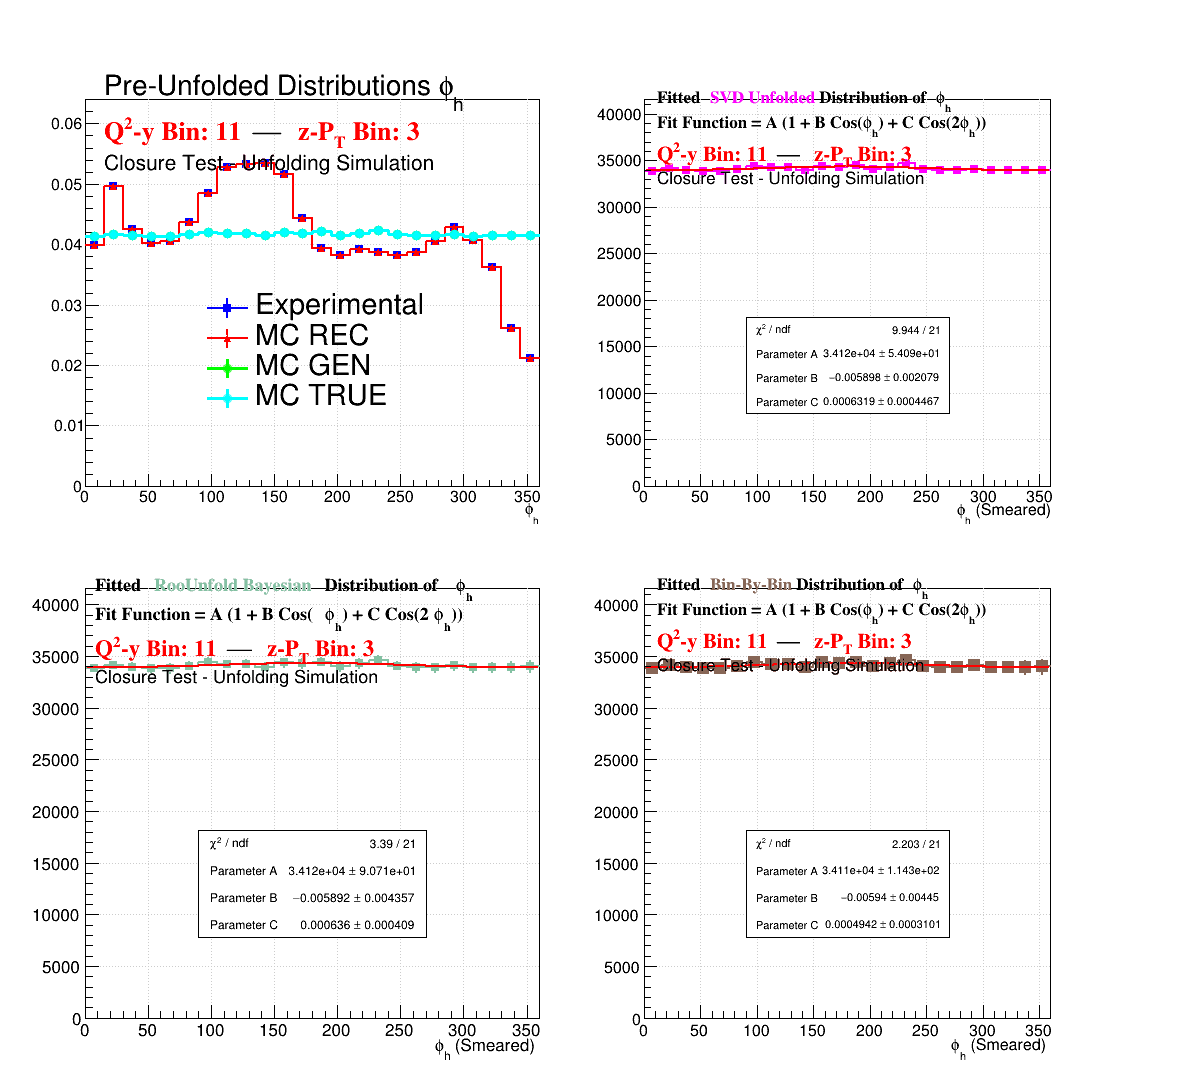 Pre-Unfolded Distributions ϕh
Q2-y Bin: 11 — z-PT Bin: 3
Closure Test - Unfolding Simulation
0.06
0.05
0.04
0.03
0.02
0.01
0
Experimental
MC REC
MC GEN
MC TRUE
0 50 100 150 200 250 300 350
ϕh
Fitted SVD Unfolded Distribution of ϕh
Fit Function = A (1 + B Cos(ϕh) + C Cos(2ϕh))
Q2-y Bin: 11 — z-PT Bin: 3
Closure Test - Unfolding Simulation
40000
35000
30000
25000
20000
15000
10000
5000
0
χ2 / ndf 9.944 / 21
Parameter A 3.412e+04 ± 5.409e+01
Parameter B −0.005898 ± 0.002079
Parameter C 0.0006319 ± 0.0004467
0 50 100 150 200 250 300 350
ϕh (Smeared)
Fitted RooUnfold Bayesian Distribution of ϕh
Fit Function = A (1 + B Cos( ϕh) + C Cos(2 ϕh))
Q2-y Bin: 11 — z-PT Bin: 3
Closure Test - Unfolding Simulation
40000
35000
30000
25000
20000
15000
10000
5000
0
χ2 / ndf 3.39 / 21
Parameter A 3.412e+04 ± 9.071e+01
Parameter B −0.005892 ± 0.004357
Parameter C 0.000636 ± 0.000409
0 50 100 150 200 250 300 350
ϕh (Smeared)
Fitted Bin-By-Bin Distribution of ϕh
Fit Function = A (1 + B Cos(ϕh) + C Cos(2ϕh))
Q2-y Bin: 11 — z-PT Bin: 3
Closure Test - Unfolding Simulation
40000
35000
30000
25000
20000
15000
10000
5000
0
χ2 / ndf 2.203 / 21
Parameter A 3.411e+04 ± 1.143e+02
Parameter B −0.00594 ± 0.00445
Parameter C 0.0004942 ± 0.0003101
0 50 100 150 200 250 300 350
ϕh (Smeared)